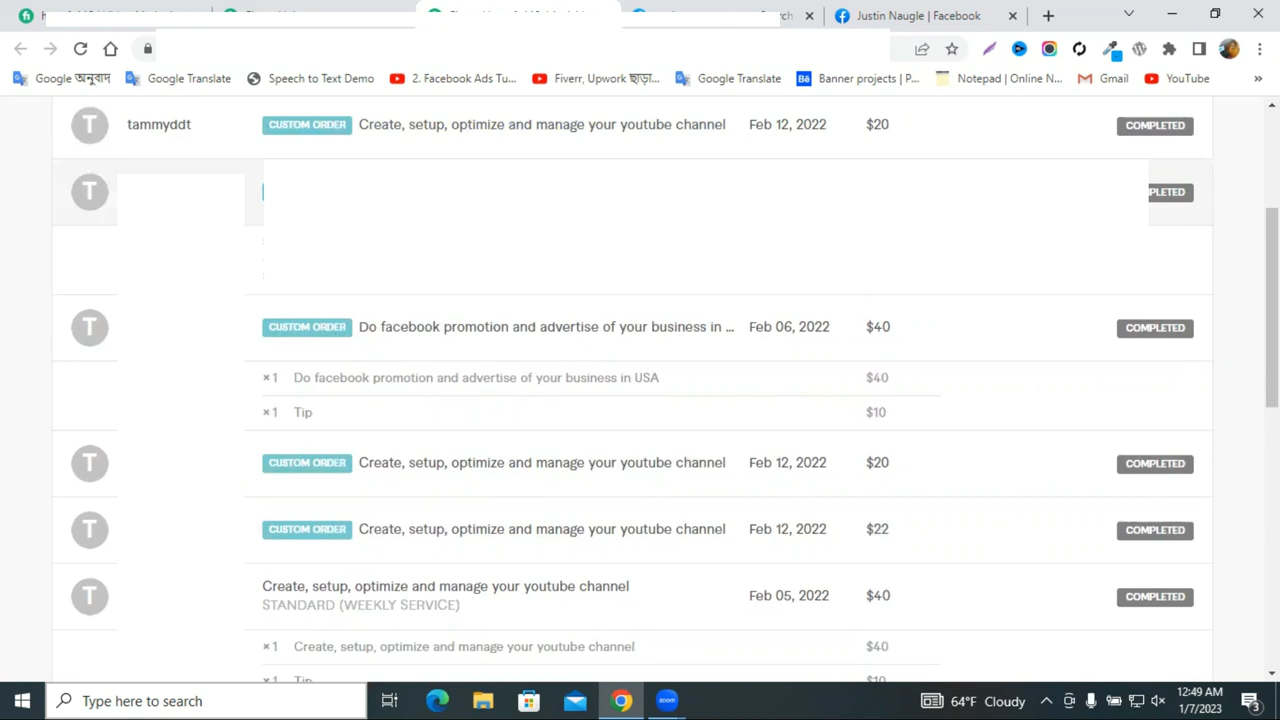 Justin Naugle | Facebook
Google অনুবাদ
Google Translate
Speech to Text Demo
2. Facebook Ads Tu...
Fiverr, Upwork ছাড়া...
Google Translate
Banner projects | P...
Notepad | Online N...
Gmail
YouTube
»
T tammyddt CUSTOM ORDER Create, setup, optimize and manage your youtube channel Feb 12, 2022 $20 COMPLETED
T PLETED
T CUSTOM ORDER Do facebook promotion and advertise of your business in ... Feb 06, 2022 $40 COMPLETED
×1 Do facebook promotion and advertise of your business in USA $40
×1 Tip $10
T CUSTOM ORDER Create, setup, optimize and manage your youtube channel Feb 12, 2022 $20 COMPLETED
T CUSTOM ORDER Create, setup, optimize and manage your youtube channel Feb 12, 2022 $22 COMPLETED
T Create, setup, optimize and manage your youtube channel Feb 05, 2022 $40 COMPLETED
STANDARD (WEEKLY SERVICE)
×1 Create, setup, optimize and manage your youtube channel $40
×1 Tip $10
Type here to search
zoom
64°F Cloudy
12:49 AM
1/7/2023
3